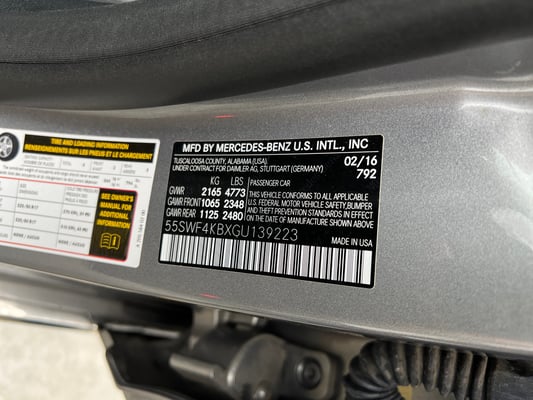 TIRE AND LOADING INFORMATION
RENSEIGNEMENTS SUR LES PNEUS ET LE CHARGEMENT
SEE OWNER'S
MANUAL FOR
ADDITIONAL
INFORMATION
MFD BY MERCEDES-BENZ U.S. INTL., INC
TUSCALOOSA COUNTY, ALABAMA (USA),
UNDER CONTRACT FOR DAIMLER AG, STUTTGART (GERMANY)
02/16
792
KG LBS PASSENGER CAR
GVWR 2165 4773
GAWR FRONT 1065 2348
GAWR REAR 1125 2480
THIS VEHICLE CONFORMS TO ALL APPLICABLE
U.S. FEDERAL MOTOR VEHICLE SAFETY, BUMPER
AND THEFT PREVENTION STANDARDS IN EFFECT
ON THE DATE OF MANUFACTURE SHOWN ABOVE
55SWF4KBXGU139223